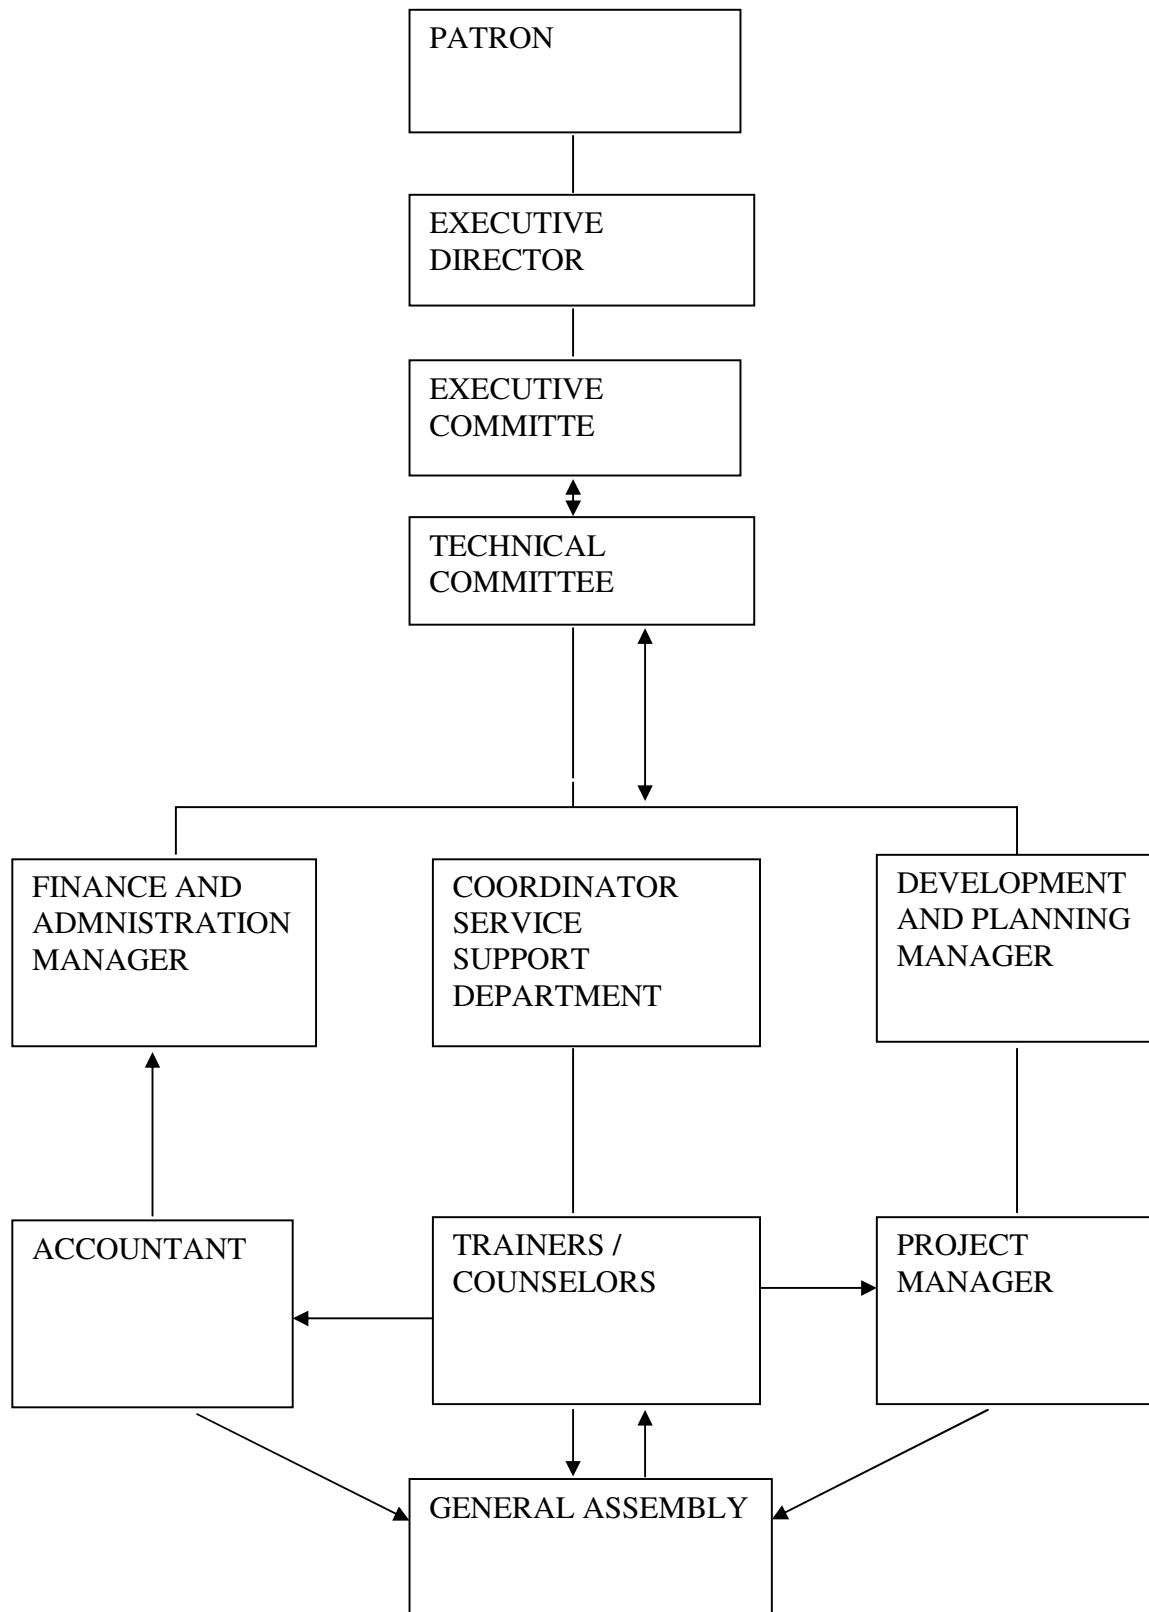 PATRON
EXECUTIVE
DIRECTOR
EXECUTIVE
COMMITTE
TECHNICAL
COMMITTEE
FINANCE AND
ADMNISTRATION
MANAGER
COORDINATOR
SERVICE
SUPPORT
DEPARTMENT
DEVELOPMENT
AND PLANNING
MANAGER
ACCOUNTANT
TRAINERS /
COUNSELORS
PROJECT
MANAGER
GENERAL ASSEMBLY